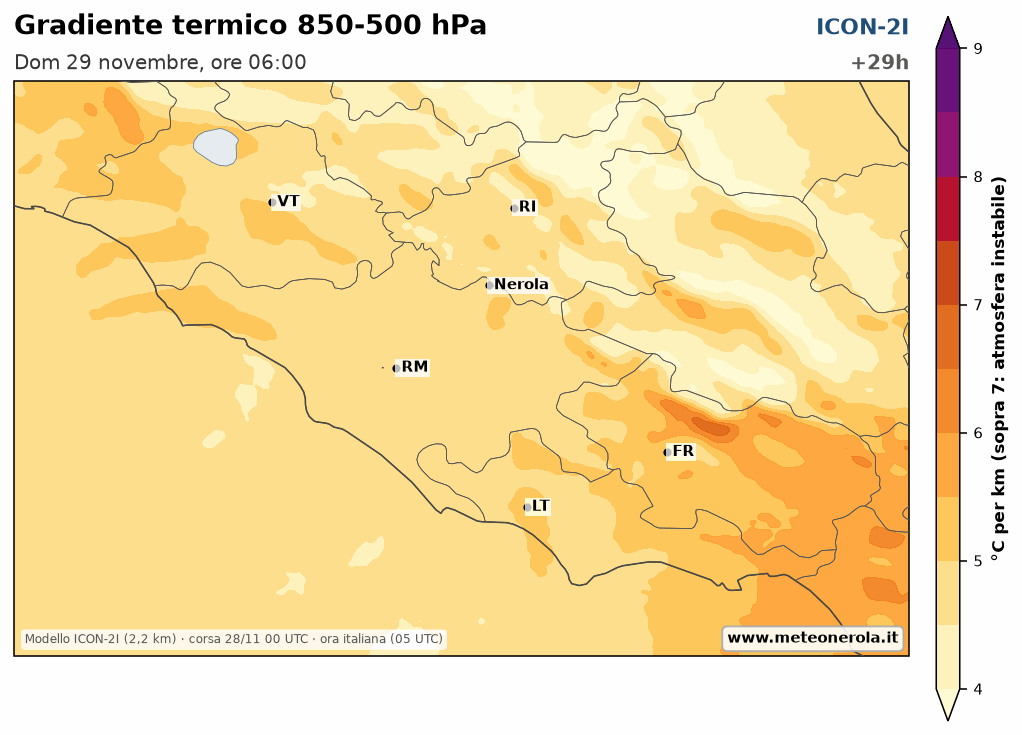 Gradiente termico 850-500 hPa
ICON-2I
Dom 29 novembre, ore 06:00
+29h
VT
RI
Nerola
RM
FR
LT
Modello ICON-2I (2,2 km) · corsa 28/11 00 UTC · ora italiana (05 UTC)
www.meteonerola.it
9
8
7
6
5
4
°C per km (sopra 7: atmosfera instabile)